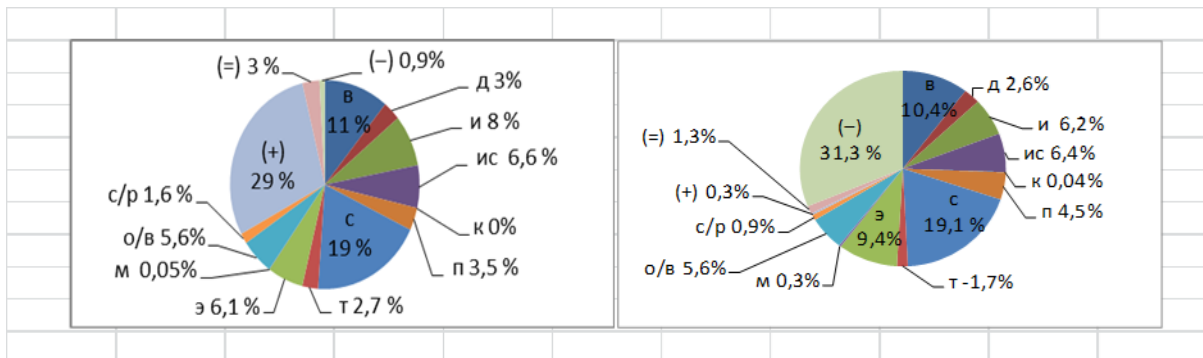 (=) 3 %
(–) 0,9%
в
11 %
д 3%
и 8 %
ис 6,6 %
к 0%
п 3,5 %
с
19 %
т 2,7 %
э 6,1 %
м 0,05%
о/в 5,6%
с/р 1,6 %
(+)
29 %
(–)
31,3 %
в
10,4%
д 2,6%
и 6,2%
ис 6,4%
к 0,04%
п 4,5%
с
19,1 %
т -1,7%
э
9,4%
м 0,3%
о/в 5,6%
с/р 0,9%
(+) 0,3%
(=) 1,3%